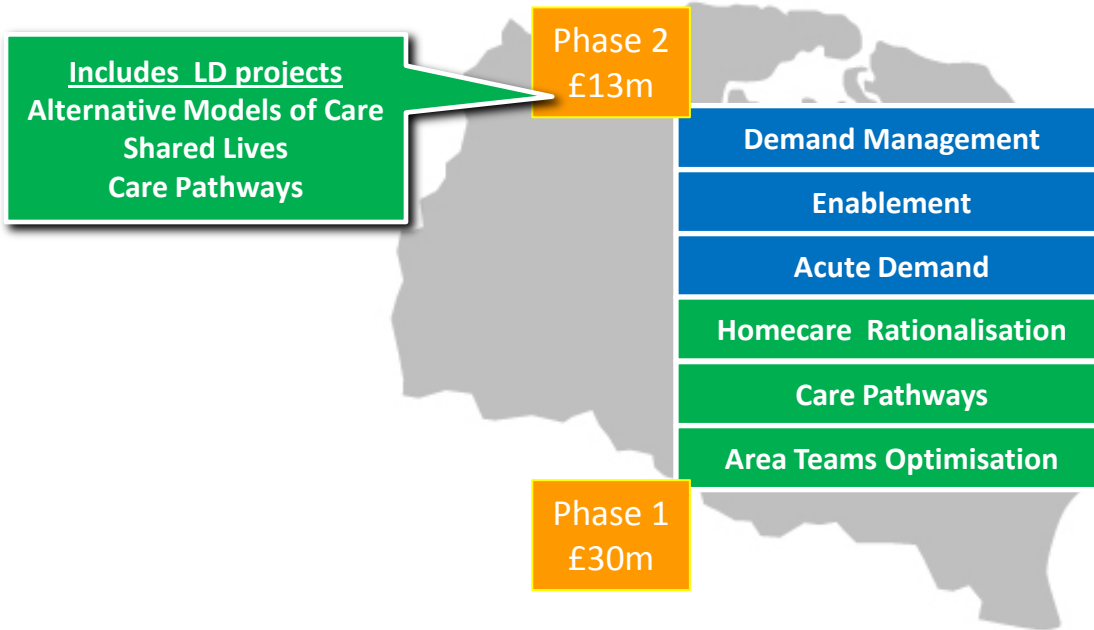 Includes LD projects
Alternative Models of Care
Shared Lives
Care Pathways
Phase 2
£13m
Demand Management
Enablement
Acute Demand
Homecare Rationalisation
Care Pathways
Area Teams Optimisation
Phase 1
£30m